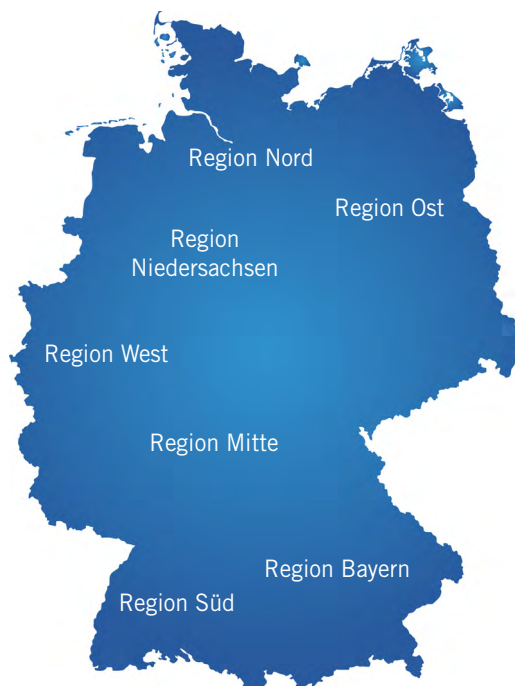 Region Nord
Region Ost
Region
Niedersachsen
Region West
Region Mitte
Region Bayern
Region Süd